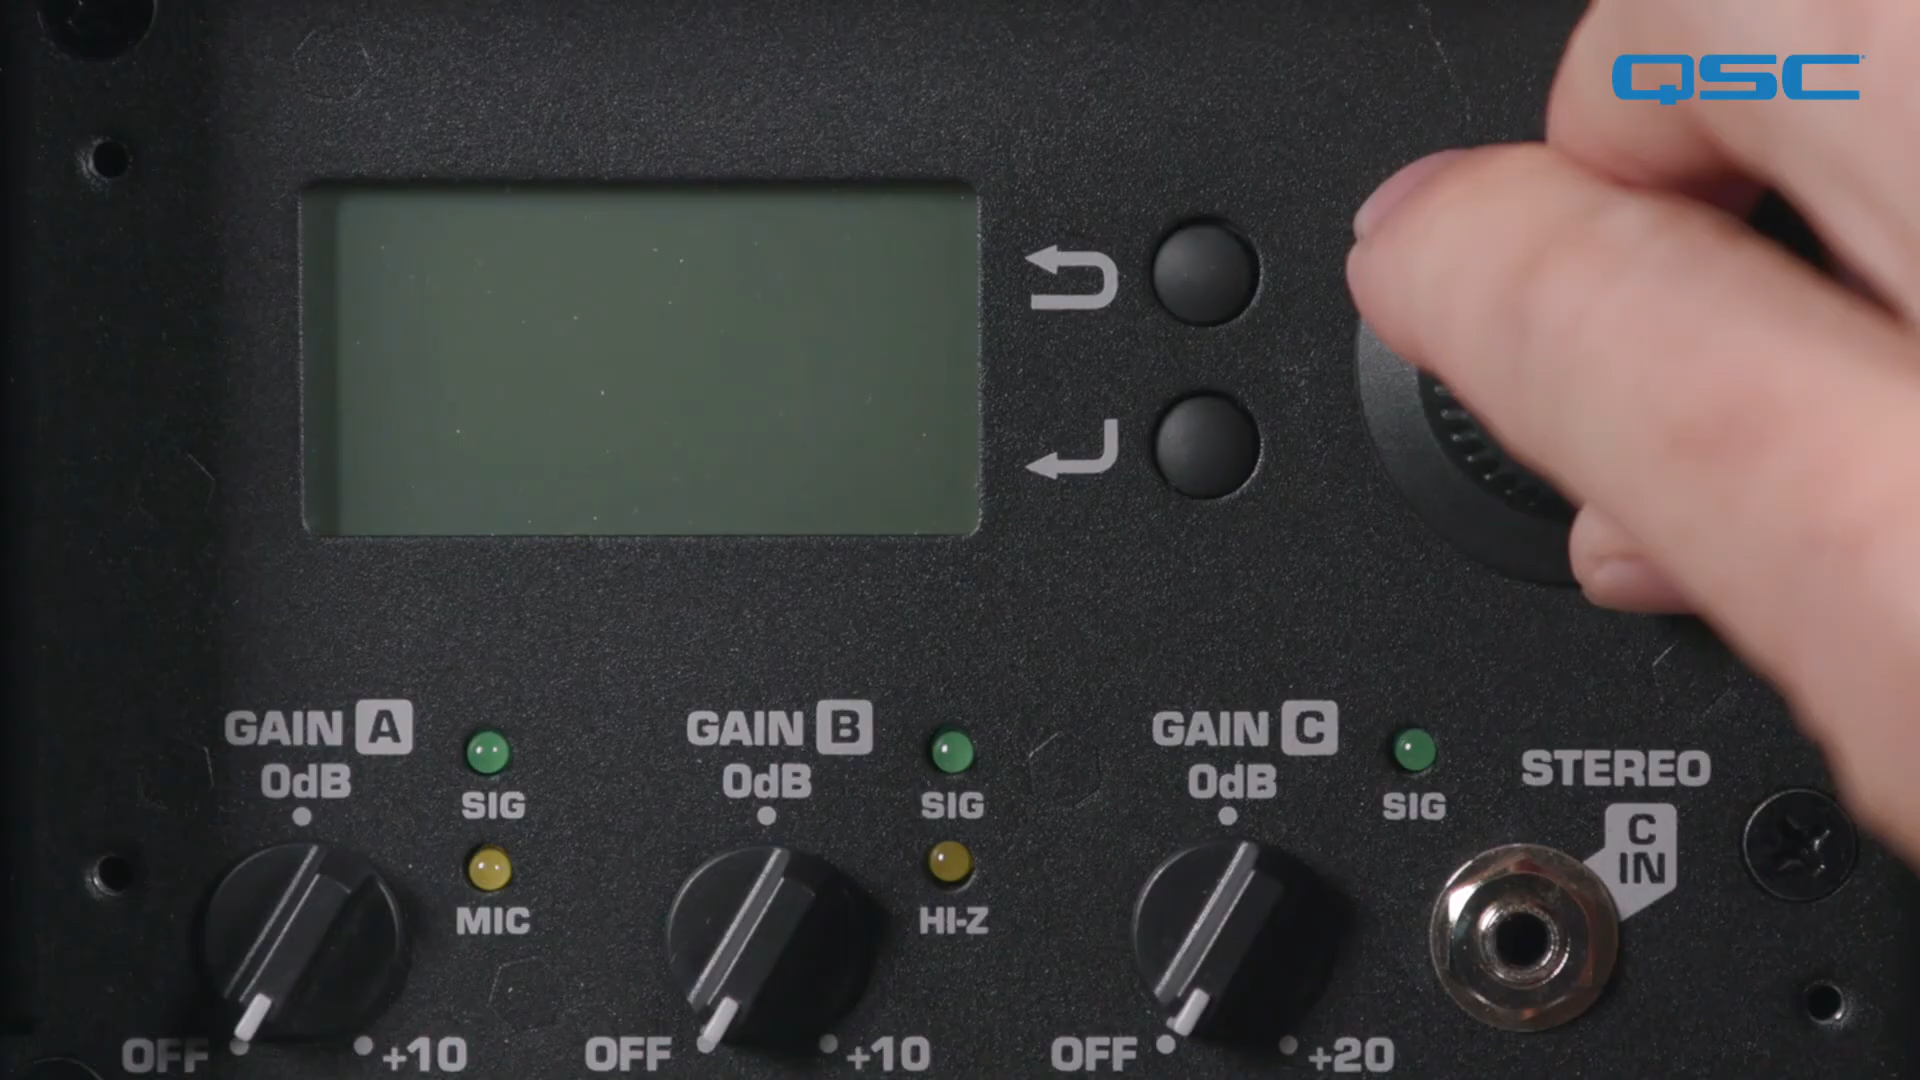 QSC
GAIN A
0dB
SIG
MIC
OFF
+10
GAIN B
0dB
SIG
HI-Z
OFF
+10
GAIN C
0dB
SIG
OFF
+20
STEREO
C
IN